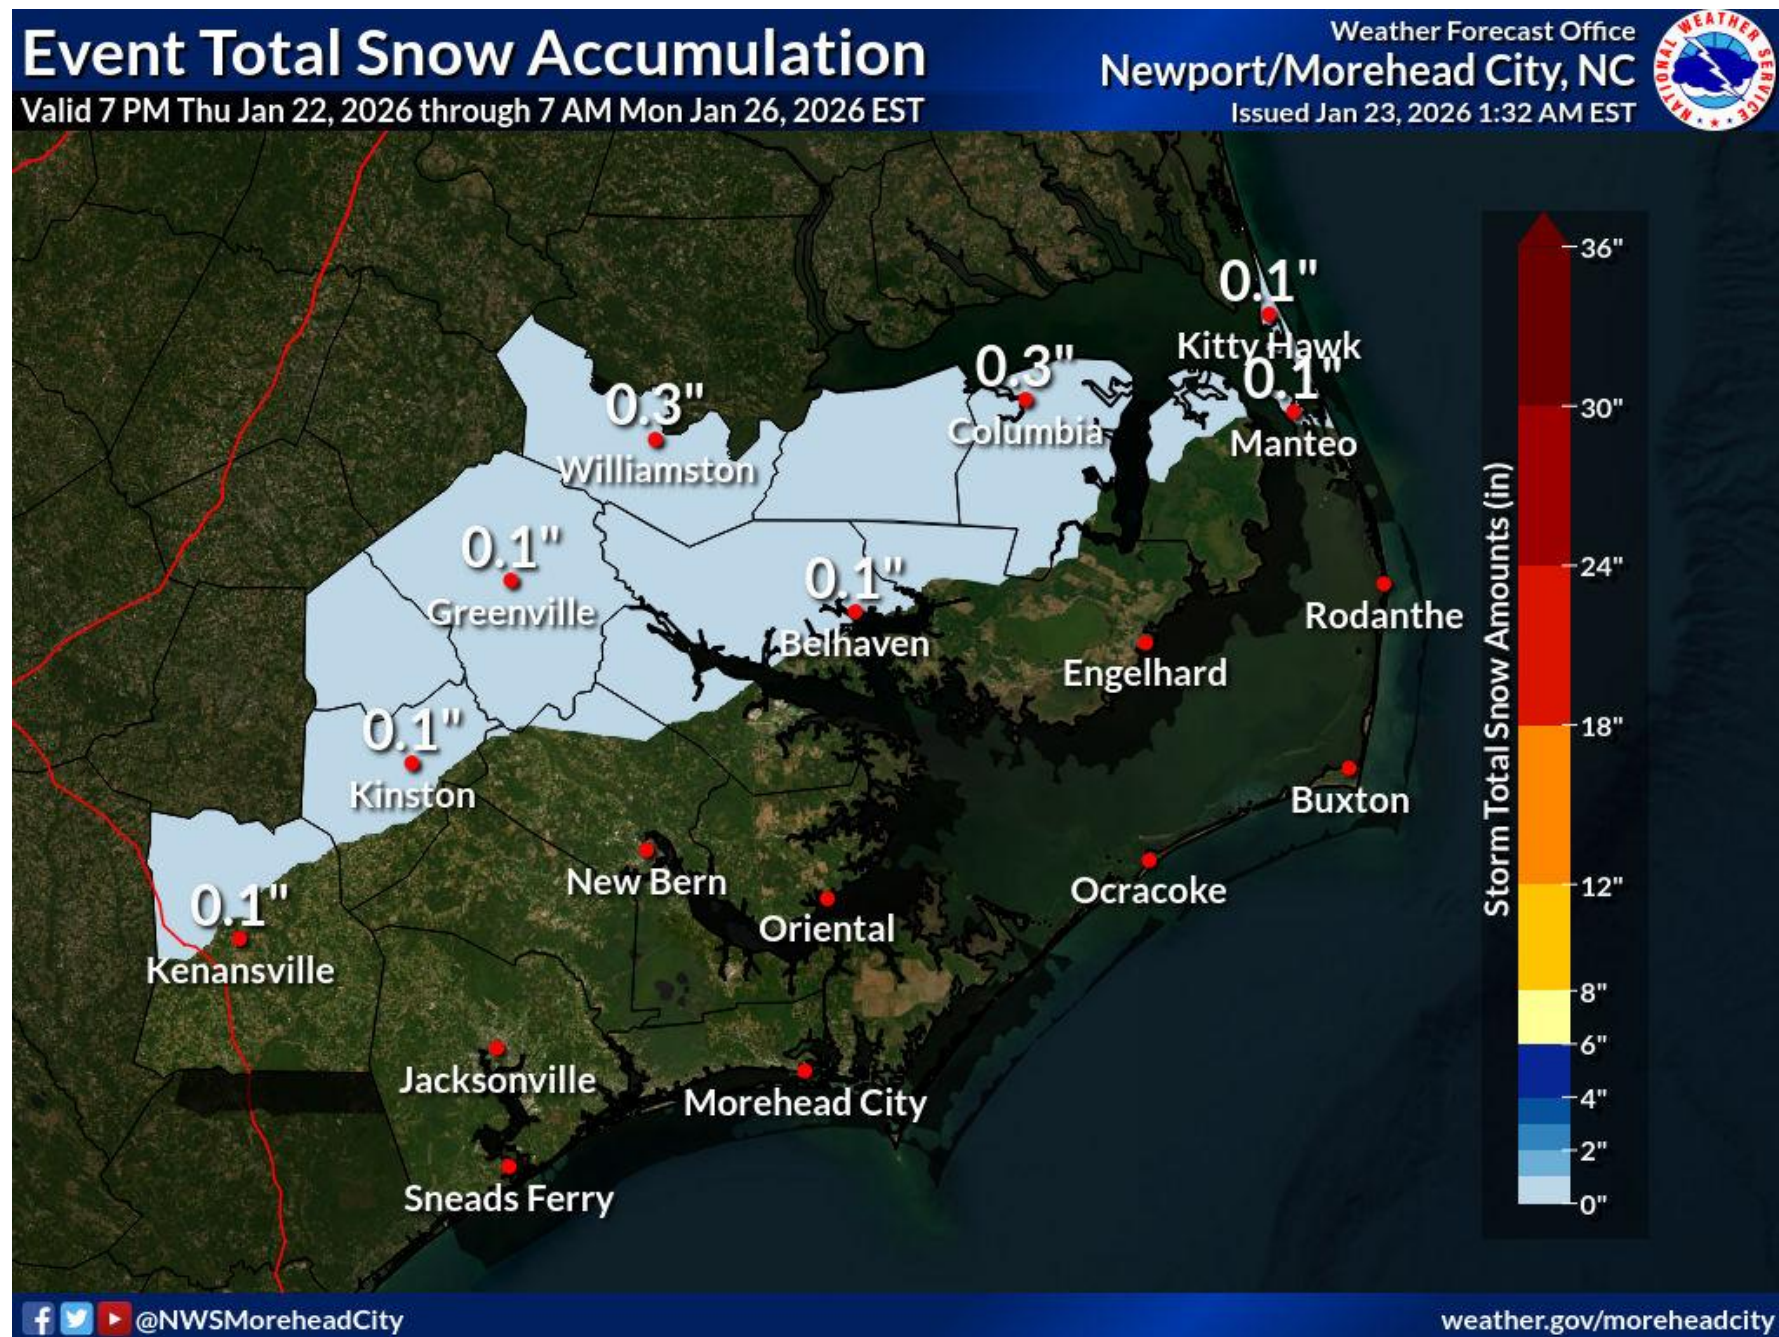 Event Total Snow Accumulation
Valid 7 PM Thu Jan 22, 2026 through 7 AM Mon Jan 26, 2026 EST
Weather Forecast Office
Newport/Morehead City, NC
Issued Jan 23, 2026 1:32 AM EST
NATIONAL WEATHER SERVICE
0.1"
Kitty Hawk
0.1"
Manteo
0.3"
Columbia
0.3"
Williamston
0.1"
Greenville
0.1"
Belhaven
Rodanthe
Engelhard
0.1"
Kinston
Buxton
New Bern
Ocracoke
Oriental
0.1"
Kenansville
Jacksonville
Morehead City
Sneads Ferry
Storm Total Snow Amounts (in)
36"
30"
24"
18"
12"
8"
6"
4"
2"
0"
@NWSMoreheadCity
weather.gov/moreheadcity